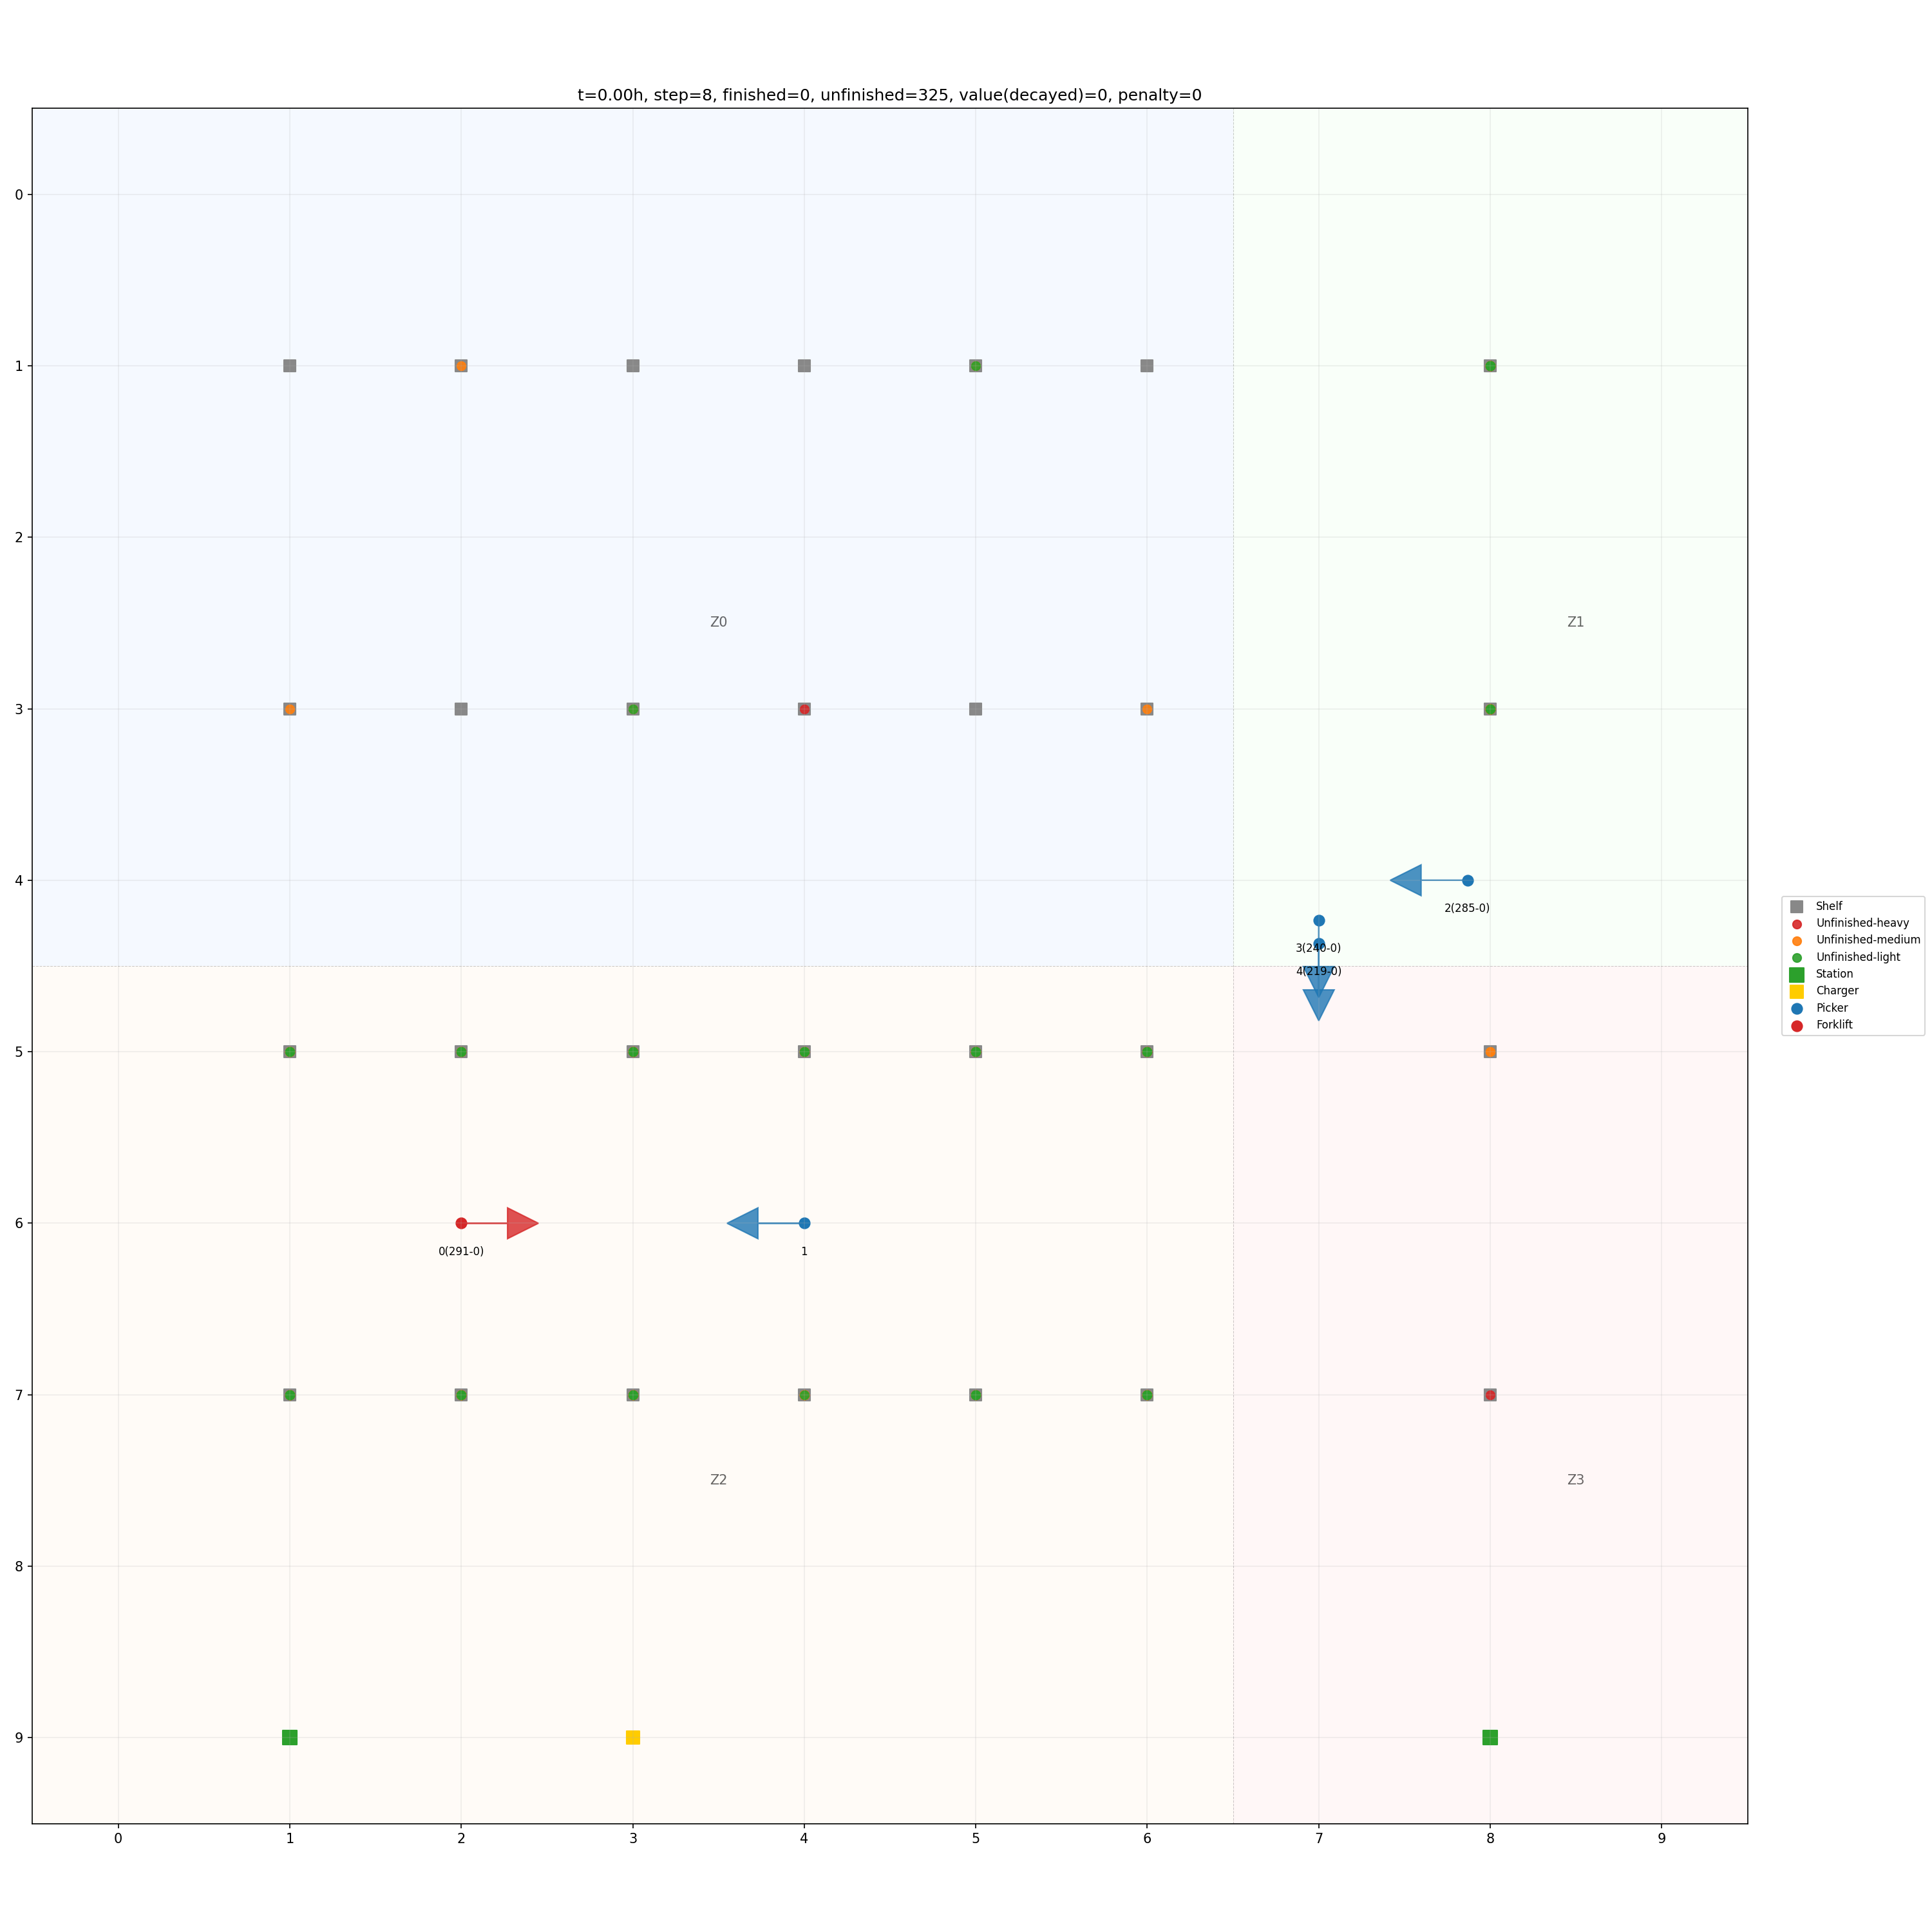 t=0.00h, step=8, finished=0, unfinished=325, value(decayed)=0, penalty=0
0
1
2
Z0
Z1
3
4
2(285-0)
3(240-0)
4(219-0)
Shelf
Unfinished-heavy
Unfinished-medium
Unfinished-light
Station
Charger
Picker
Forklift
5
6
0(291-0)
1
7
Z2
Z3
8
9
0 1 2 3 4 5 6 7 8 9